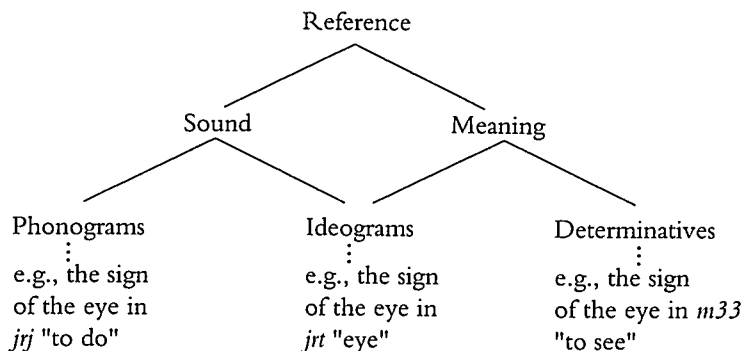 Reference
Sound Meaning
Phonograms Ideograms Determinatives
e.g., the sign e.g., the sign e.g., the sign
of the eye in of the eye in of the eye in m33
jrj "to do" jrt "eye" "to see"